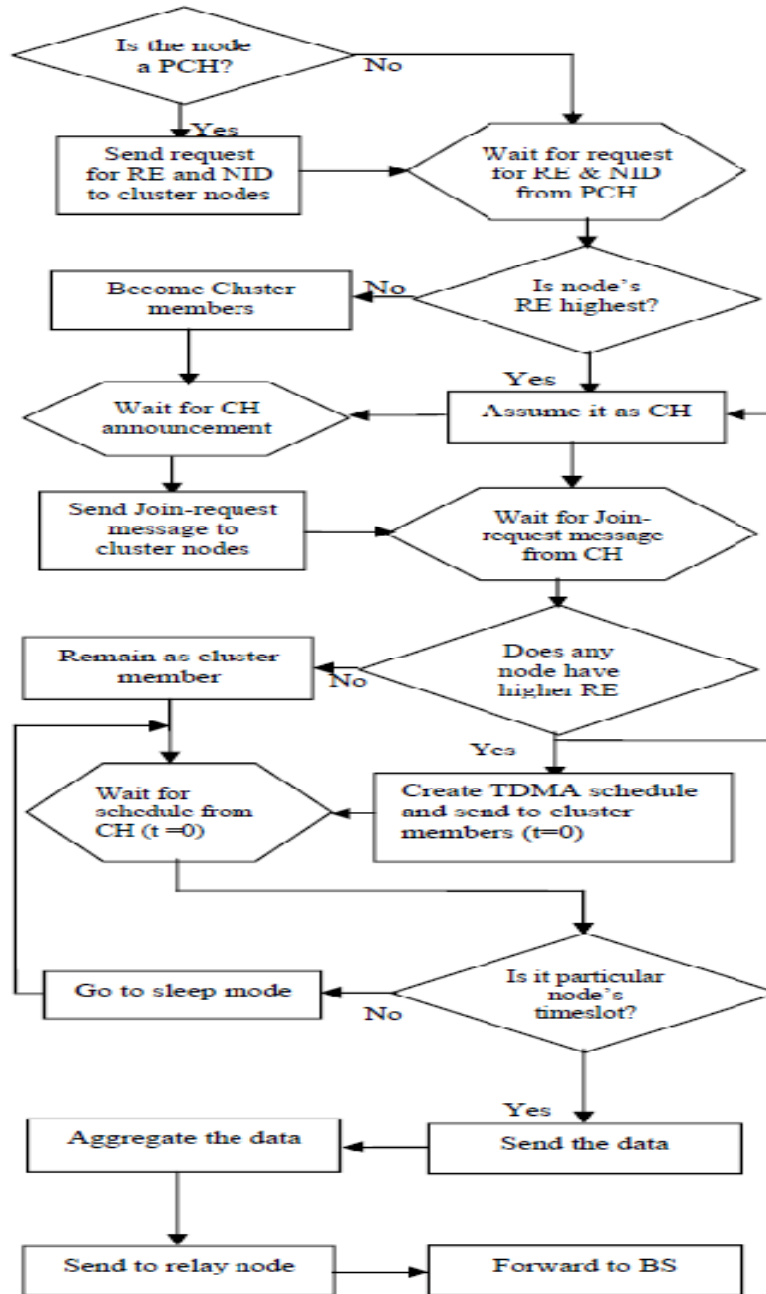 Is the node
a PCH?
No
Yes
Send request
for RE and NID
to cluster nodes
Wait for request
for RE & NID
from PCH
Is node's
RE highest?
No
Become Cluster
members
Yes
Wait for CH
announcement
Assume it as CH
Send Join-request
message to
cluster nodes
Wait for Join-
request message
from CH
Does any
node have
higher RE
No
Remain as cluster
member
Yes
Wait for
schedule from
CH (t =0)
Create TDMA schedule
and send to cluster
members (t=0)
Is it particular
node's
timeslot?
No
Go to sleep mode
Yes
Aggregate the data
Send the data
Send to relay node
Forward to BS